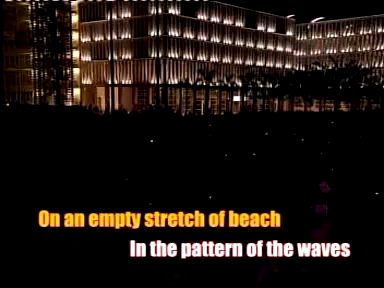 On an empty stretch of beach
In the pattern of the waves